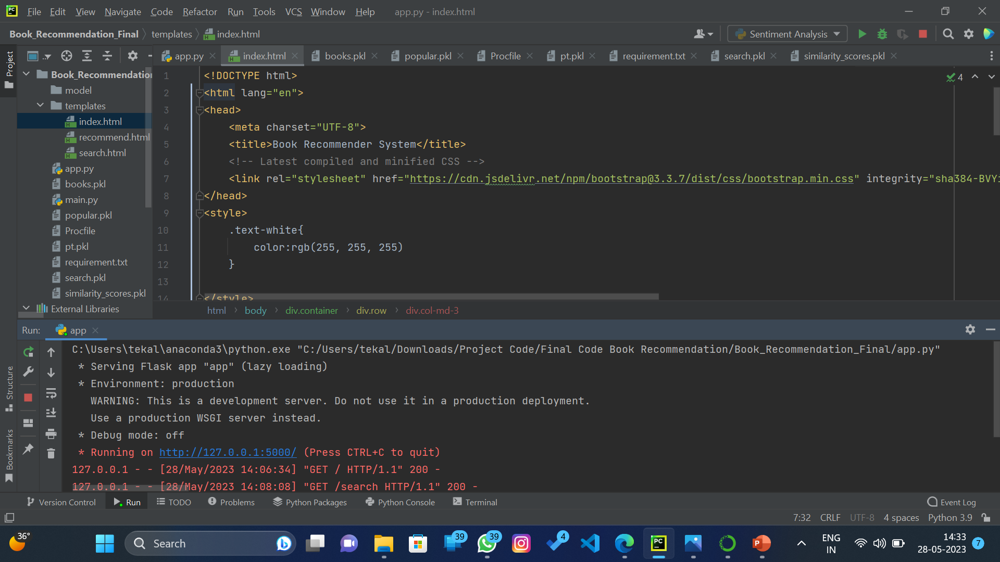 File Edit View Navigate Code Refactor Run Tools VCS Window Help app.py - index.html
Book_Recommendation_Final templates index.html Sentiment Analysis
Project
app.py index.html books.pkl popular.pkl Procfile pt.pkl requirement.txt search.pkl similarity_scores.pkl
Book_Recommendation
model
templates
index.html
recommend.html
search.html
app.py
books.pkl
main.py
popular.pkl
Procfile
pt.pkl
requirement.txt
search.pkl
similarity_scores.pkl
External Libraries
4
1 <!DOCTYPE html>
2 <html lang="en">
3 <head>
4 <meta charset="UTF-8">
5 <title>Book Recommender System</title>
6 <!-- Latest compiled and minified CSS -->
7 <link rel="stylesheet" href="https://cdn.jsdelivr.net/npm/bootstrap@3.3.7/dist/css/bootstrap.min.css" integrity="sha384-BVYi
8 </head>
9 <style>
10 .text-white{
11 color:rgb(255, 255, 255)
12 }
13
14 </style>
html body div.container div.row div.col-md-3
Run: app
C:\Users\tekal\anaconda3\python.exe "C:/Users/tekal/Downloads/Project Code/Final Code Book Recommendation/Book_Recommendation_Final/app.py"
* Serving Flask app "app" (lazy loading)
* Environment: production
WARNING: This is a development server. Do not use it in a production deployment.
Use a production WSGI server instead.
* Debug mode: off
* Running on http://127.0.0.1:5000/ (Press CTRL+C to quit)
127.0.0.1 - - [28/May/2023 14:06:34] "GET / HTTP/1.1" 200 -
127.0.0.1 - - [28/May/2023 14:08:08] "GET /search HTTP/1.1" 200 -
Structure
Bookmarks
Version Control Run TODO Problems Python Packages Python Console Terminal Event Log
7:32 CRLF UTF-8 4 spaces Python 3.9
36° Search 39 39 4 PC P ENG 14:33 7
IN 28-05-2023